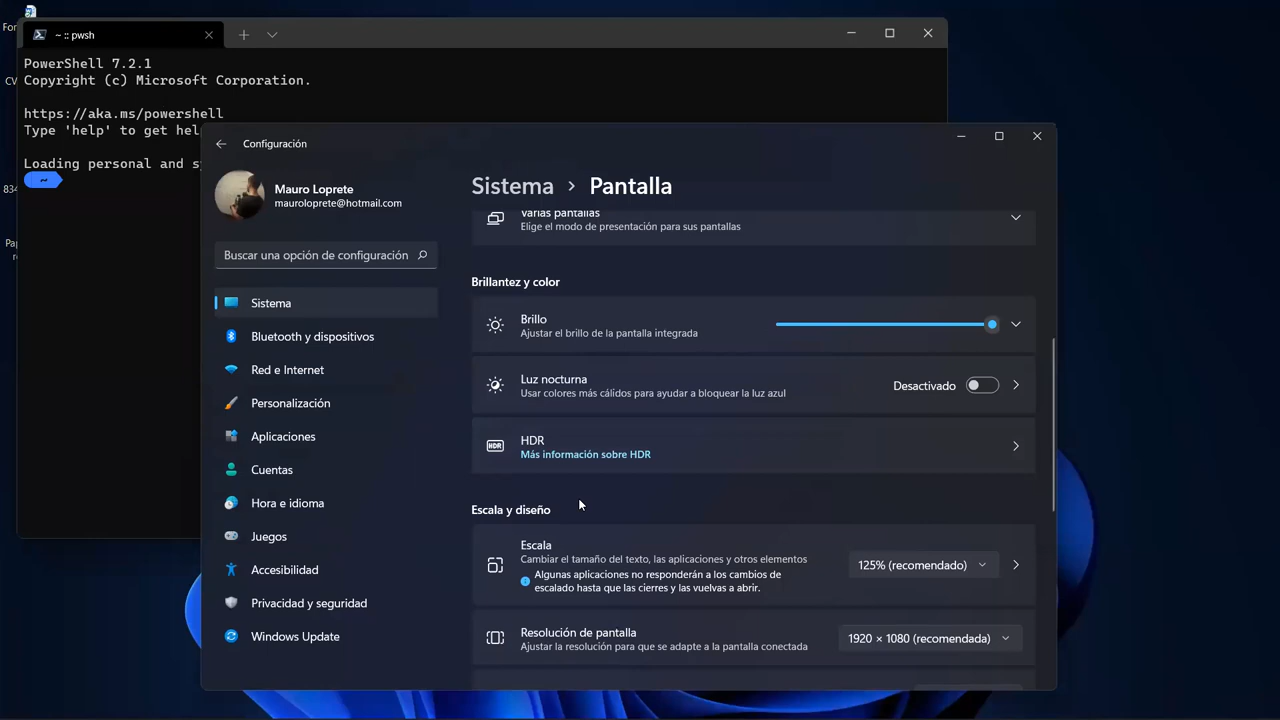 For
CV
834
Pap
r
~ :: pwsh
PowerShell 7.2.1
Copyright (c) Microsoft Corporation.
https://aka.ms/powershell
Type 'help' to get hel
Loading personal and s
~
Configuración
Mauro Loprete
mauroloprete@hotmail.com
Buscar una opción de configuración
Sistema
Bluetooth y dispositivos
Red e Internet
Personalización
Aplicaciones
Cuentas
Hora e idioma
Juegos
Accesibilidad
Privacidad y seguridad
Windows Update
Sistema > Pantalla
Varias pantallas
Elige el modo de presentación para sus pantallas
Brillantez y color
Brillo
Ajustar el brillo de la pantalla integrada
Luz nocturna
Usar colores más cálidos para ayudar a bloquear la luz azul
Desactivado
HDR
HDR
Más información sobre HDR
Escala y diseño
Escala
Cambiar el tamaño del texto, las aplicaciones y otros elementos
Algunas aplicaciones no responderán a los cambios de
escalado hasta que las cierres y las vuelvas a abrir.
125% (recomendado)
Resolución de pantalla
Ajustar la resolución para que se adapte a la pantalla conectada
1920 × 1080 (recomendada)